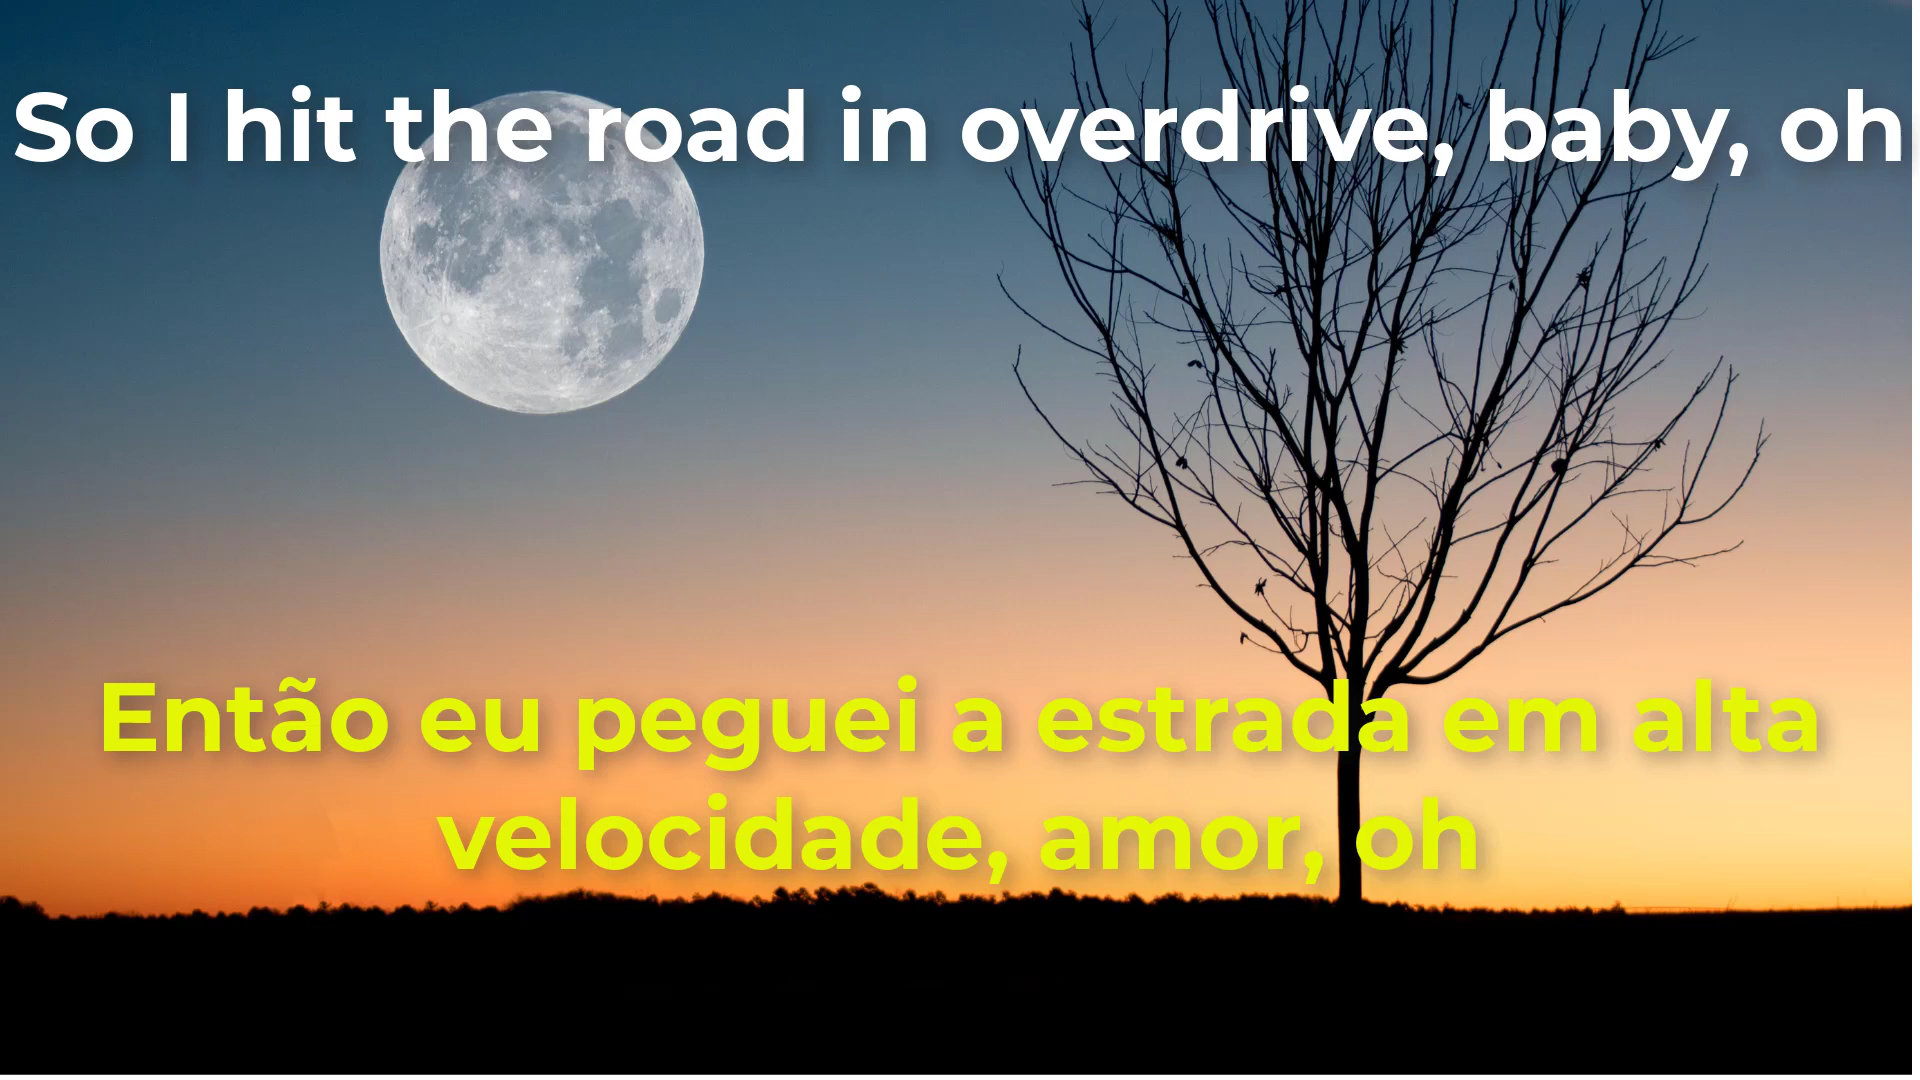 So I hit the road in overdrive, baby, oh
Então eu peguei a estrada em alta
velocidade, amor, oh